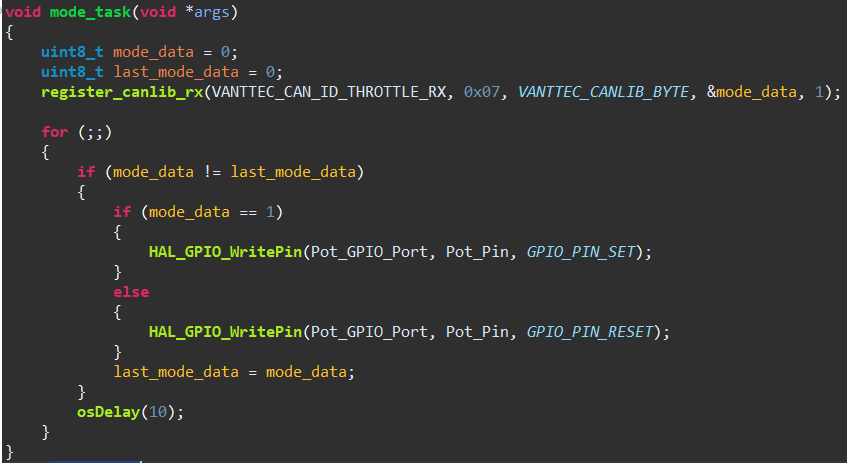 void mode_task(void *args)
{
    uint8_t mode_data = 0;
    uint8_t last_mode_data = 0;
    register_canlib_rx(VANTTEC_CAN_ID_THROTTLE_RX, 0x07, VANTTEC_CANLIB_BYTE, &mode_data, 1);

    for (;;)
    {
        if (mode_data != last_mode_data)
        {
            if (mode_data == 1)
            {
                HAL_GPIO_WritePin(Pot_GPIO_Port, Pot_Pin, GPIO_PIN_SET);
            }
            else
            {
                HAL_GPIO_WritePin(Pot_GPIO_Port, Pot_Pin, GPIO_PIN_RESET);
            }
            last_mode_data = mode_data;
        }
        osDelay(10);
    }
}